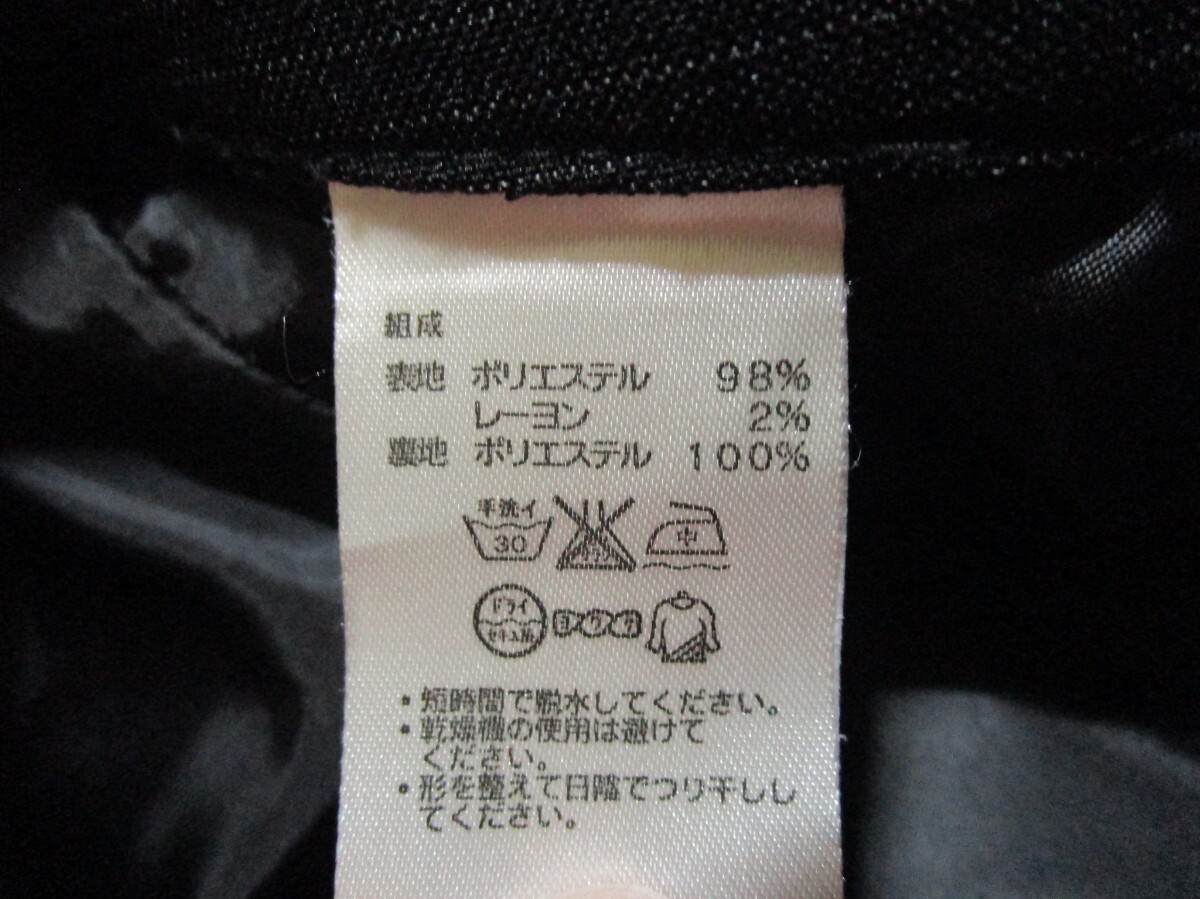 組成
表地 ポリエステル 98%
レーヨン 2%
裏地 ポリエステル 100%
手洗イ
30
中
ドライ
セキユ系
ヨワク
・短時間で脱水してください。
・乾燥機の使用は避けて
ください。
・形を整えて日陰でつり干しし
てください。